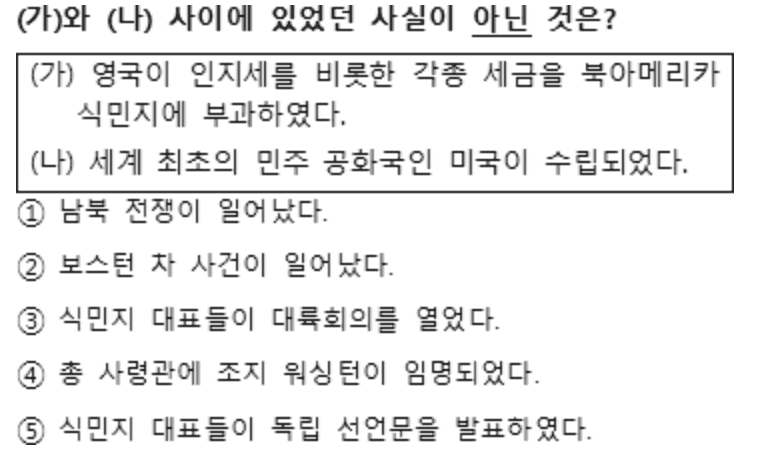 (가)와 (나) 사이에 있었던 사실이 아닌 것은?
(가) 영국이 인지세를 비롯한 각종 세금을 북아메리카
식민지에 부과하였다.
(나) 세계 최초의 민주 공화국인 미국이 수립되었다.
① 남북 전쟁이 일어났다.
② 보스턴 차 사건이 일어났다.
③ 식민지 대표들이 대륙회의를 열었다.
④ 총 사령관에 조지 워싱턴이 임명되었다.
⑤ 식민지 대표들이 독립 선언문을 발표하였다.